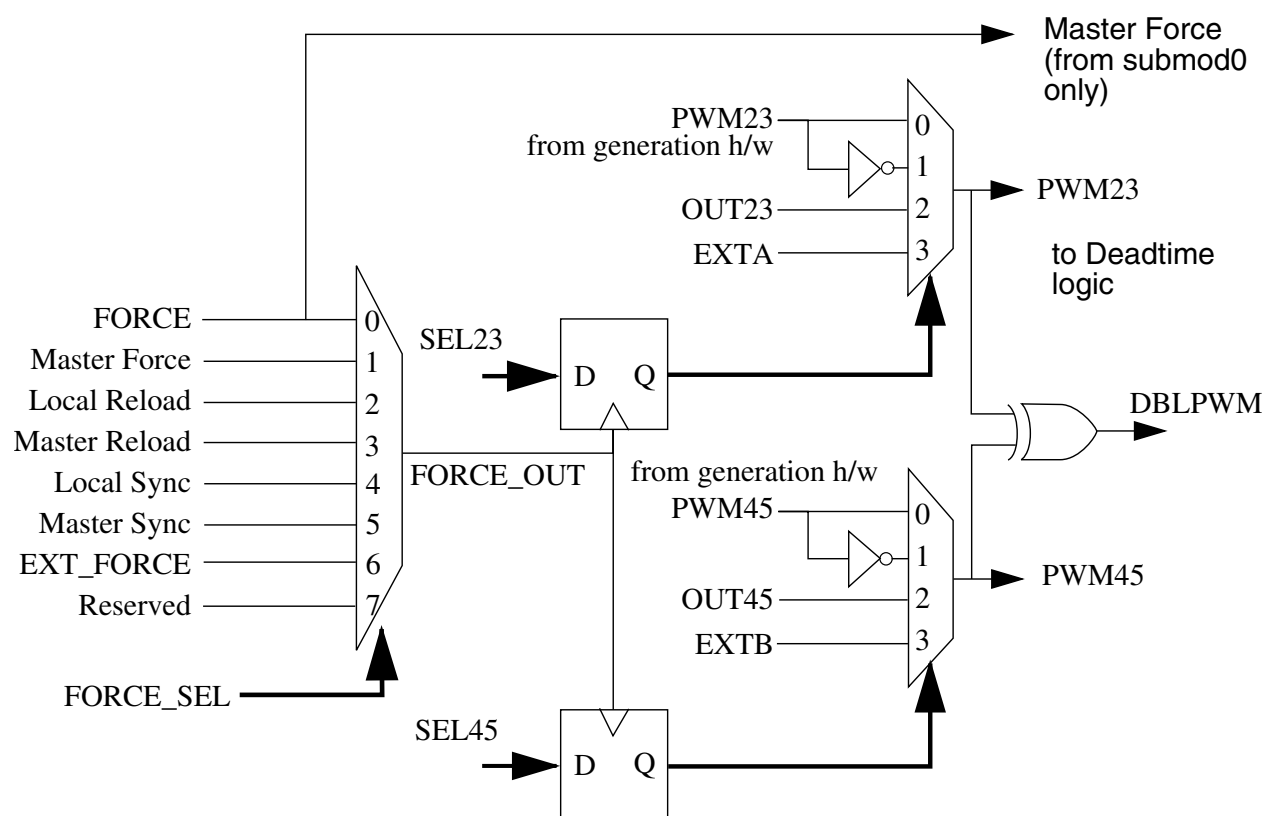 Master Force
(from submod0
only)
PWM23
from generation h/w
0
1
2
3
OUT23
EXTA
PWM23
to Deadtime
logic
FORCE
Master Force
Local Reload
Master Reload
Local Sync
Master Sync
EXT_FORCE
Reserved
0
1
2
3
4
5
6
7
FORCE_SEL
FORCE_OUT
SEL23
D Q
DBLPWM
from generation h/w
PWM45
0
1
2
3
OUT45
EXTB
PWM45
SEL45
D Q